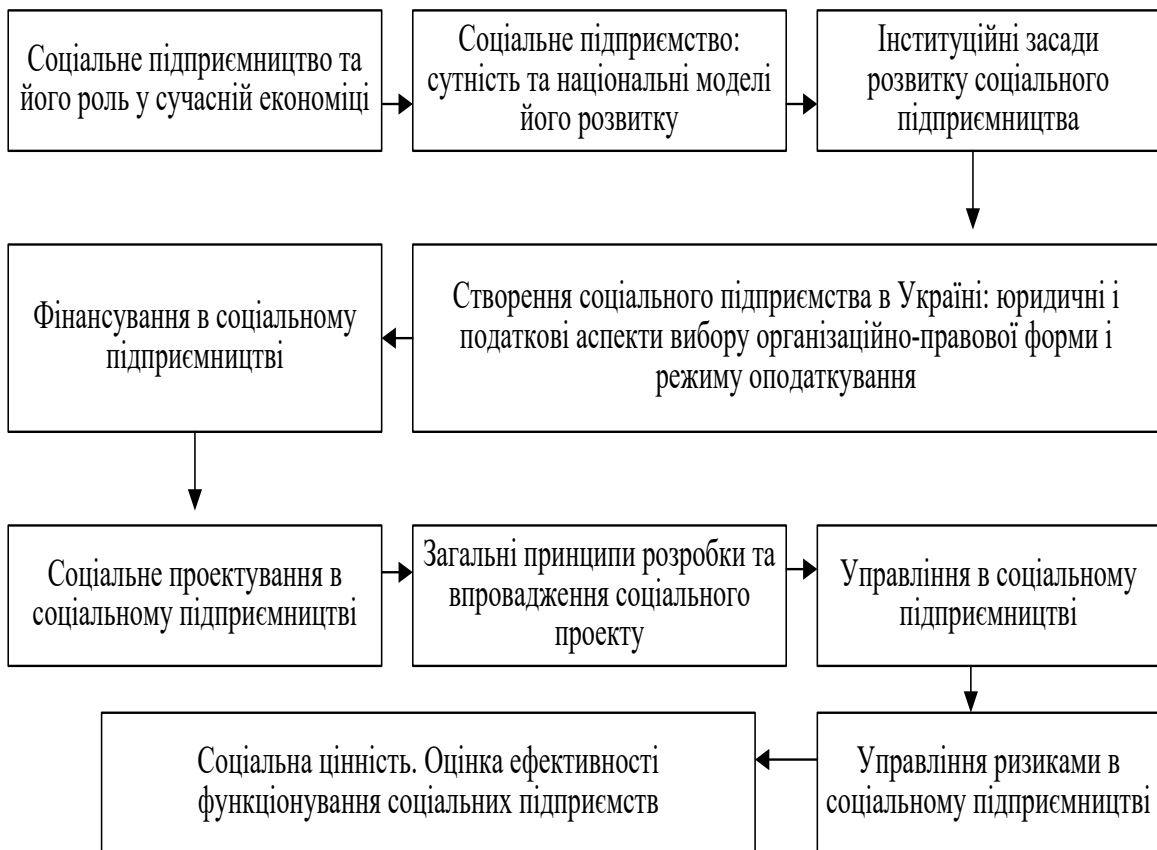 Соціальне підприємництво та
його роль у сучасній економіці
Соціальне підприємство:
сутність та національні моделі
його розвитку
Інституційні засади
розвитку соціального
підприємництва
Створення соціального підприємства в Україні: юридичні і
податкові аспекти вибору організаційно-правової форми і
режиму оподаткування
Фінансування в соціальному
підприємництві
Соціальне проектування в
соціальному підприємництві
Загальні принципи розробки та
впровадження соціального
проекту
Управління в соціальному
підприємництві
Управління ризиками в
соціальному підприємництві
Соціальна цінність. Оцінка ефективності
функціонування соціальних підприємств